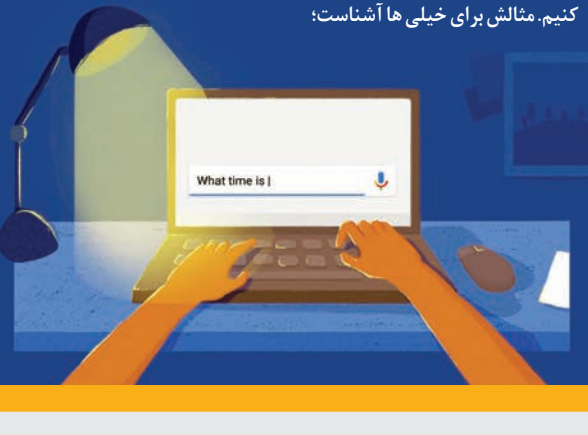 کنیم. مثالش برای خیلی ها آشناست؛
What time is |